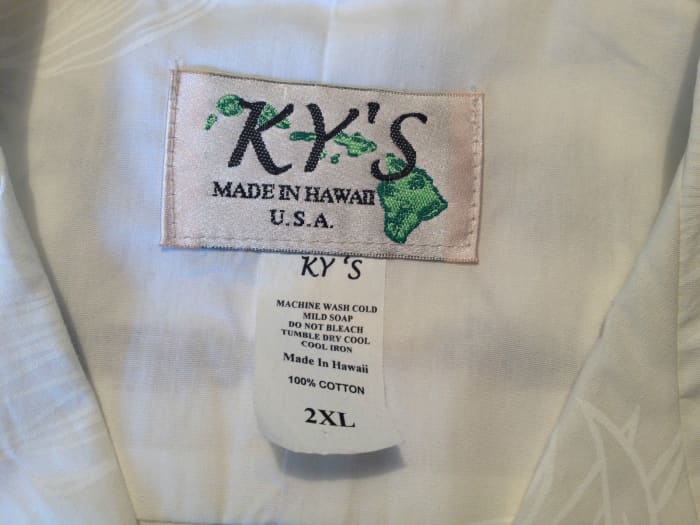 KY'S
MADE IN HAWAII
U.S.A.
KY 'S
MACHINE WASH COLD
MILD SOAP
DO NOT BLEACH
TUMBLE DRY COOL
COOL IRON
Made In Hawaii
100% COTTON
2XL